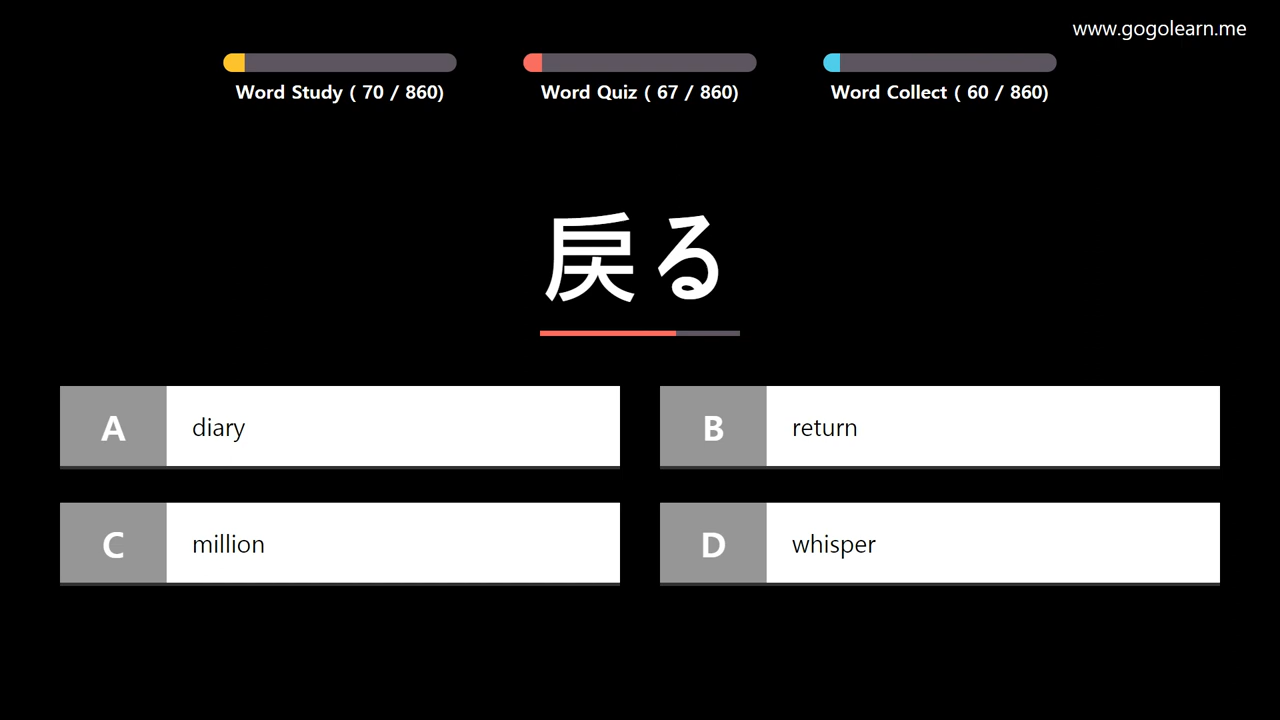 www.gogolearn.me
Word Study ( 70 / 860)
Word Quiz ( 67 / 860)
Word Collect ( 60 / 860)
戻る
A diary
B return
C million
D whisper